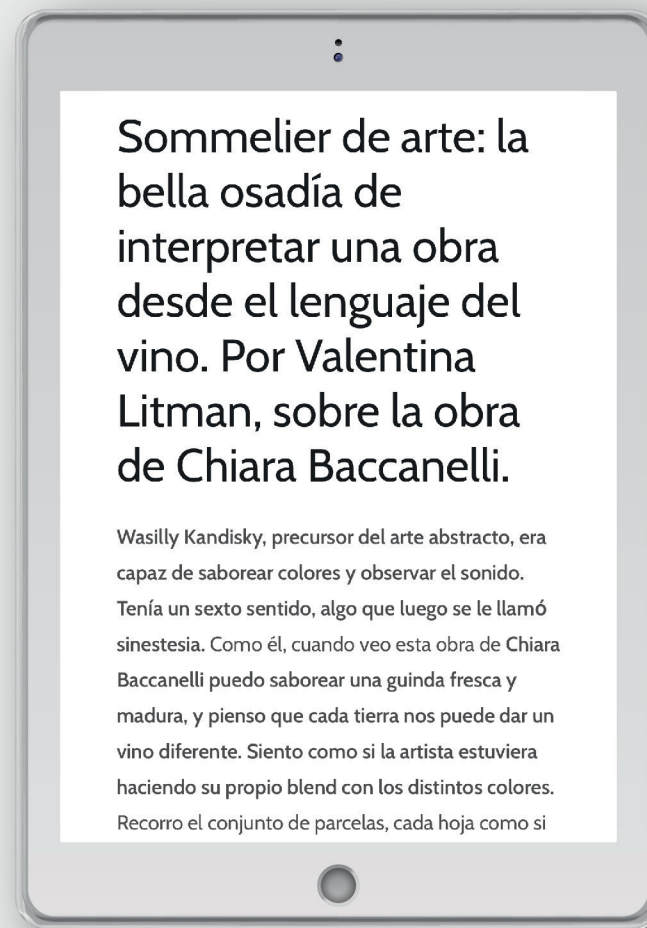 Sommelier de arte: la
bella osadía de
interpretar una obra
desde el lenguaje del
vino. Por Valentina
Litman, sobre la obra
de Chiara Baccanelli.
Wasilly Kandisky, precursor del arte abstracto, era
capaz de saborear colores y observar el sonido.
Tenía un sexto sentido, algo que luego se le llamó
sinestesia. Como él, cuando veo esta obra de Chiara
Baccanelli puedo saborear una guinda fresca y
madura, y pienso que cada tierra nos puede dar un
vino diferente. Siento como si la artista estuviera
haciendo su propio blend con los distintos colores.
Recorro el conjunto de parcelas, cada hoja como si